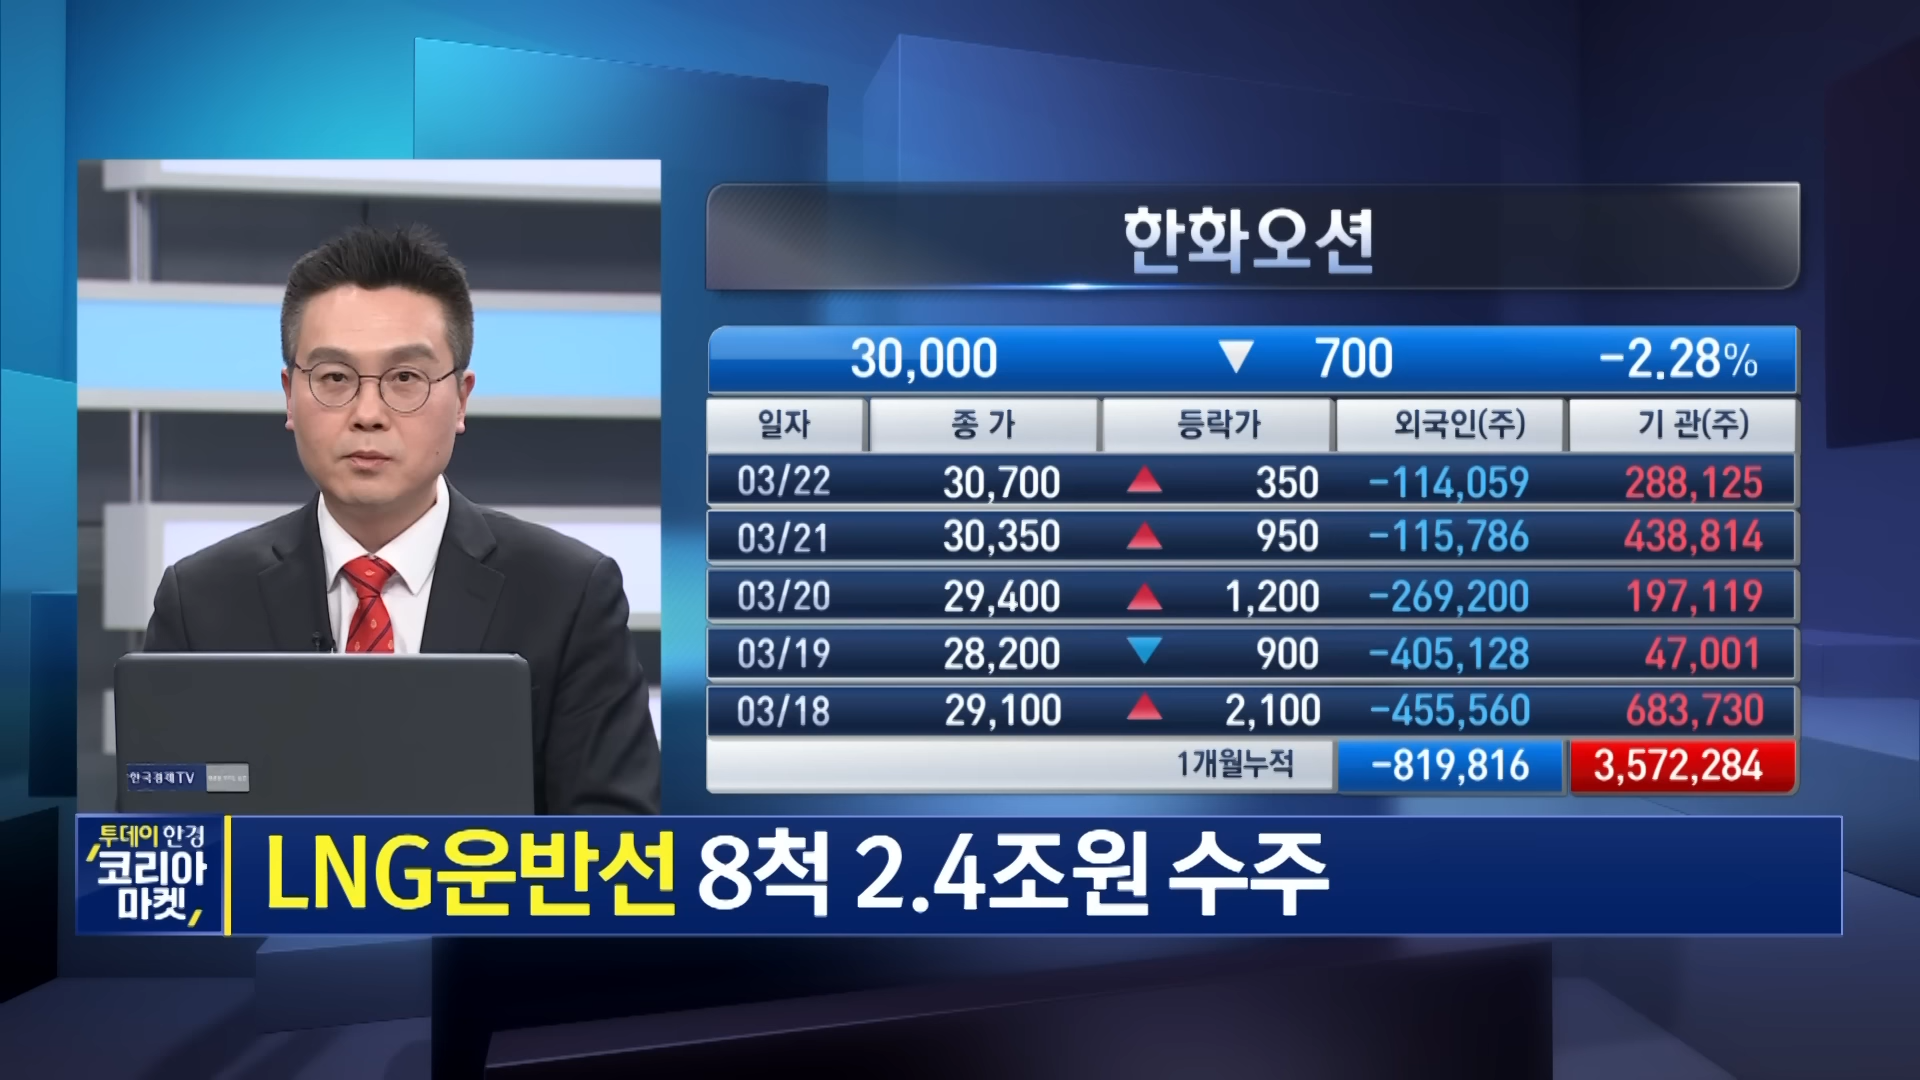 한화오션
30,000 ▼ 700 -2.28%
일자 종 가 등락가 외국인(주) 기 관(주)
03/22 30,700 ▲ 350 -114,059 288,125
03/21 30,350 ▲ 950 -115,786 438,814
03/20 29,400 ▲ 1,200 -269,200 197,119
03/19 28,200 ▼ 900 -405,128 47,001
03/18 29,100 ▲ 2,100 -455,560 683,730
1개월누적 -819,816 3,572,284
한국경제TV
투데이 한경
코리아
마켓
LNG운반선 8척 2.4조원 수주